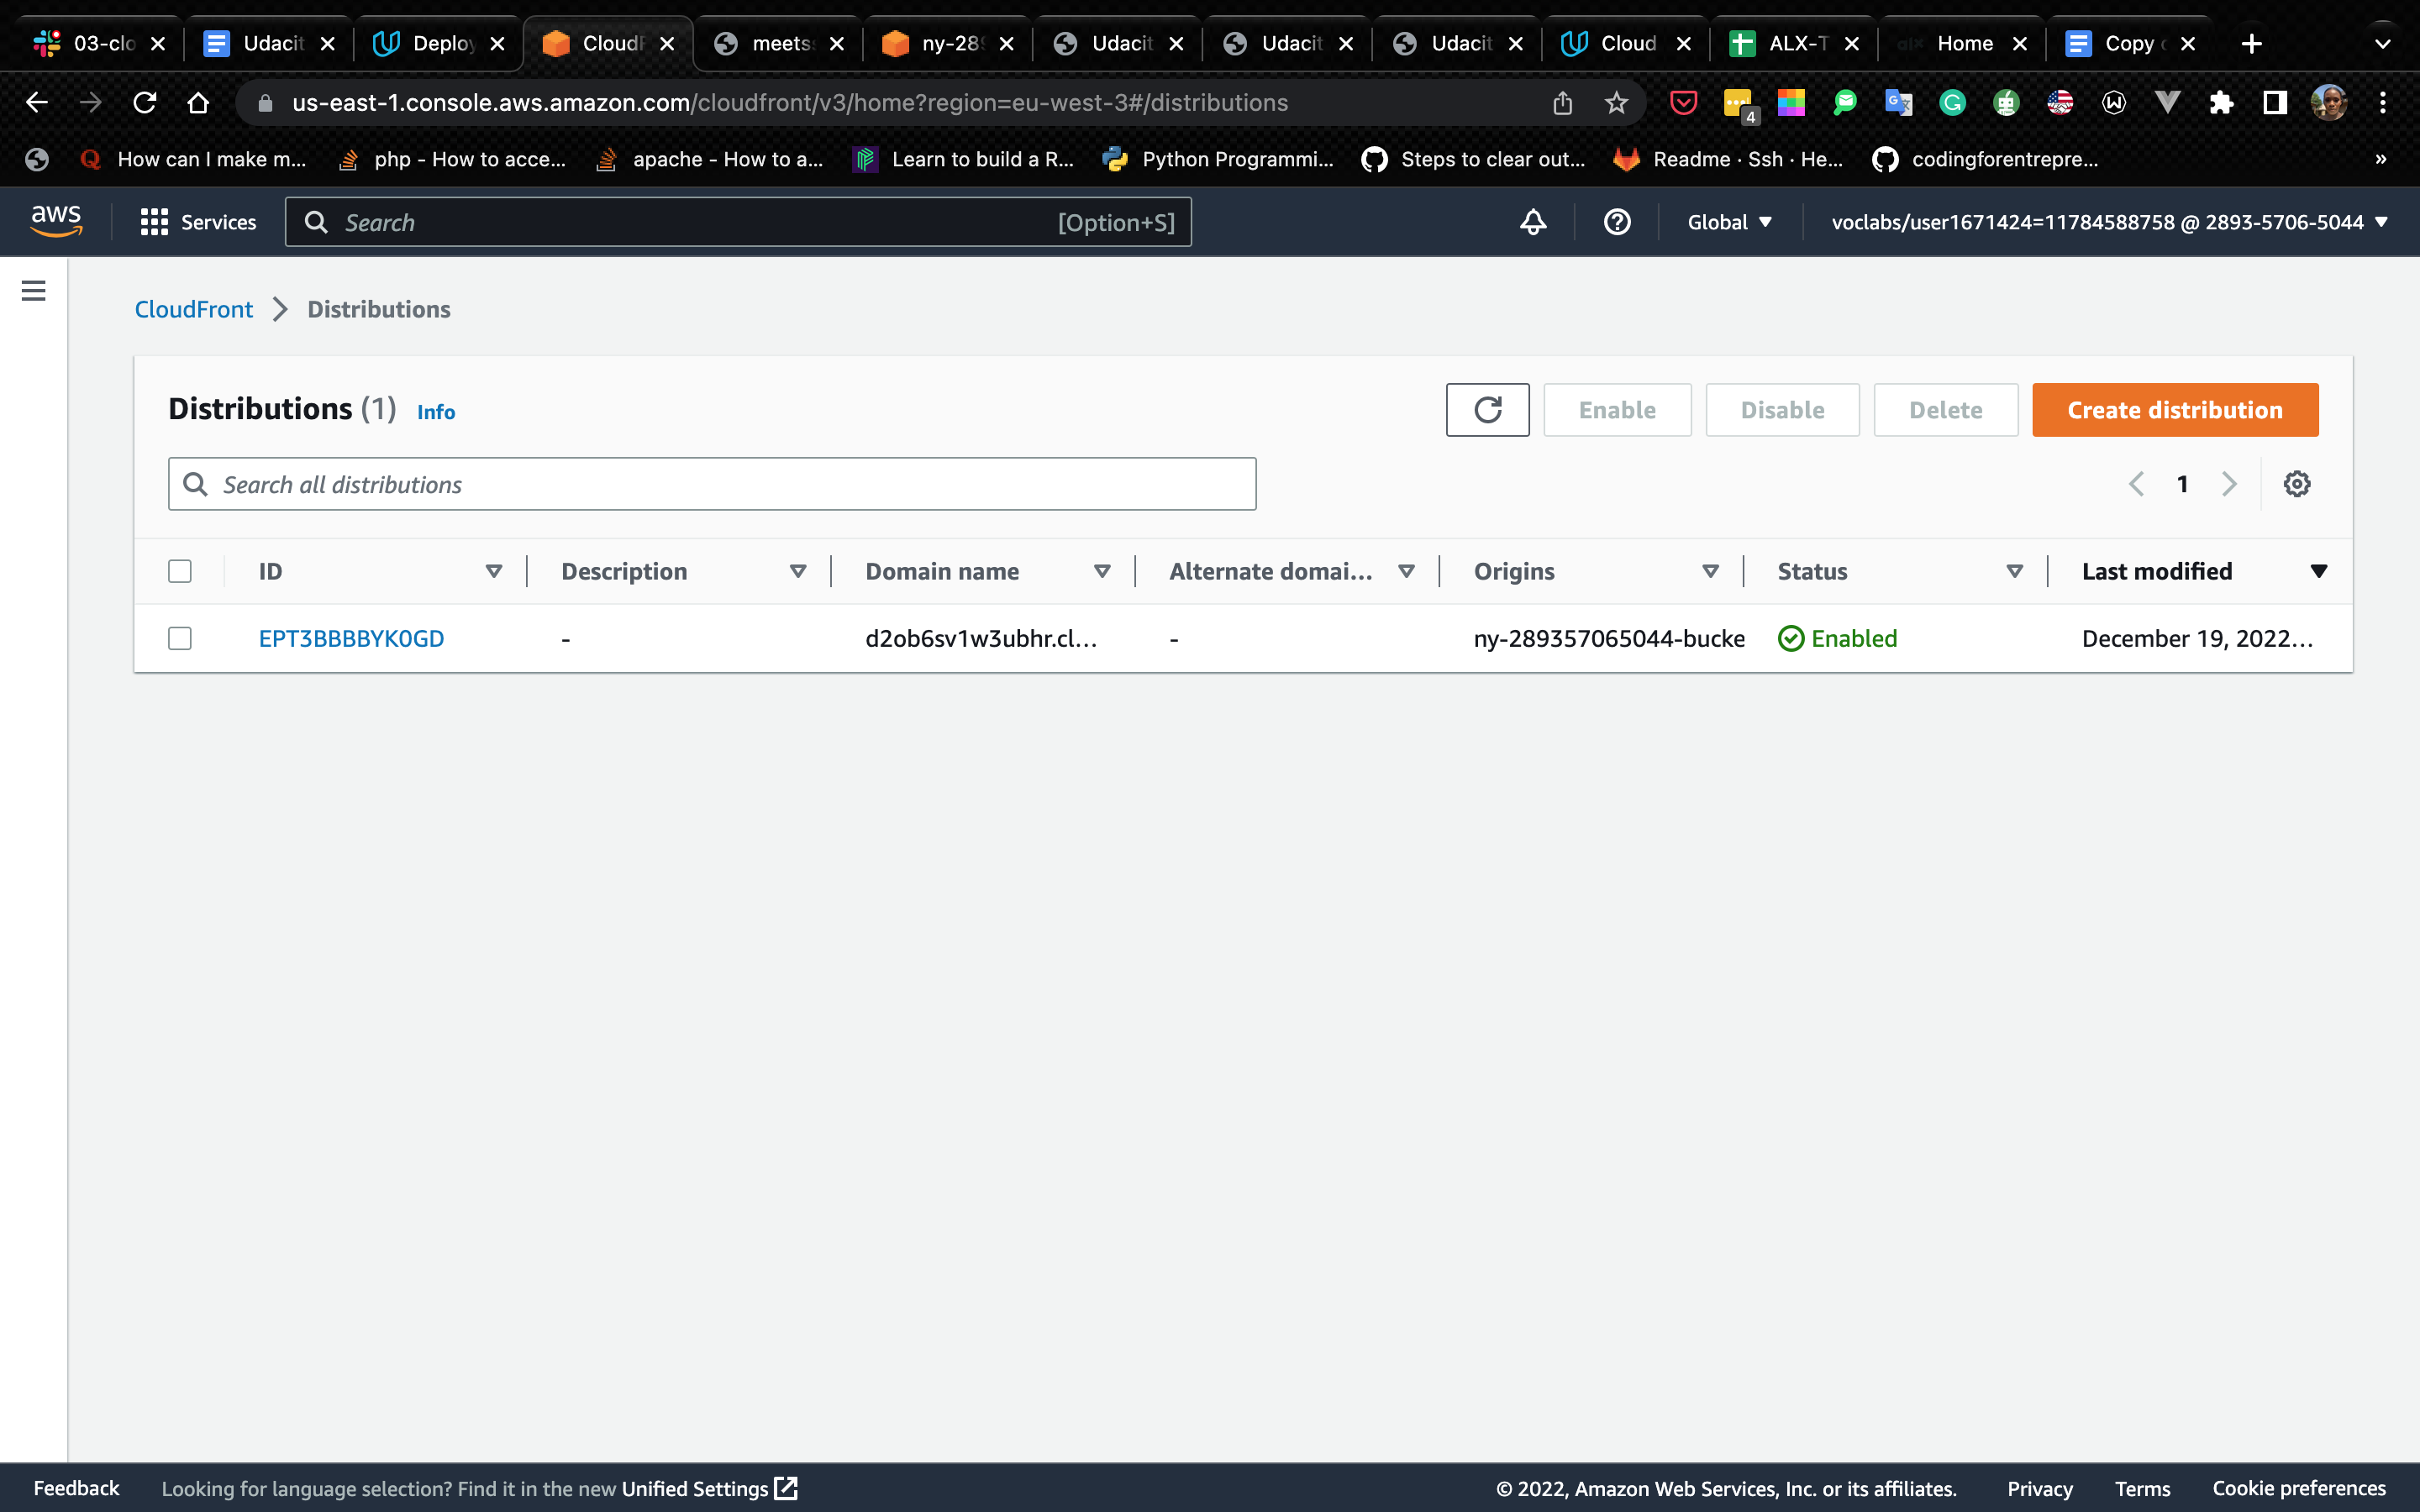 03-clo Udacit Deploy CloudF meetss ny-289 Udacit Udacit Udacit Cloud ALX-T alx Home Copy
us-east-1.console.aws.amazon.com/cloudfront/v3/home?region=eu-west-3#/distributions 4
How can I make m... php - How to acce... apache - How to a... Learn to build a R... Python Programmi... Steps to clear out... Readme · Ssh · He... codingforentrepre... »
aws Services Search [Option+S] Global voclabs/user1671424=11784588758 @ 2893-5706-5044
CloudFront Distributions
Distributions (1) Info Enable Disable Delete Create distribution
Search all distributions 1
ID Description Domain name Alternate domai... Origins Status Last modified
EPT3BBBBYK0GD - d2ob6sv1w3ubhr.cl... - ny-289357065044-bucke Enabled December 19, 2022...
Feedback Looking for language selection? Find it in the new Unified Settings © 2022, Amazon Web Services, Inc. or its affiliates. Privacy Terms Cookie preferences